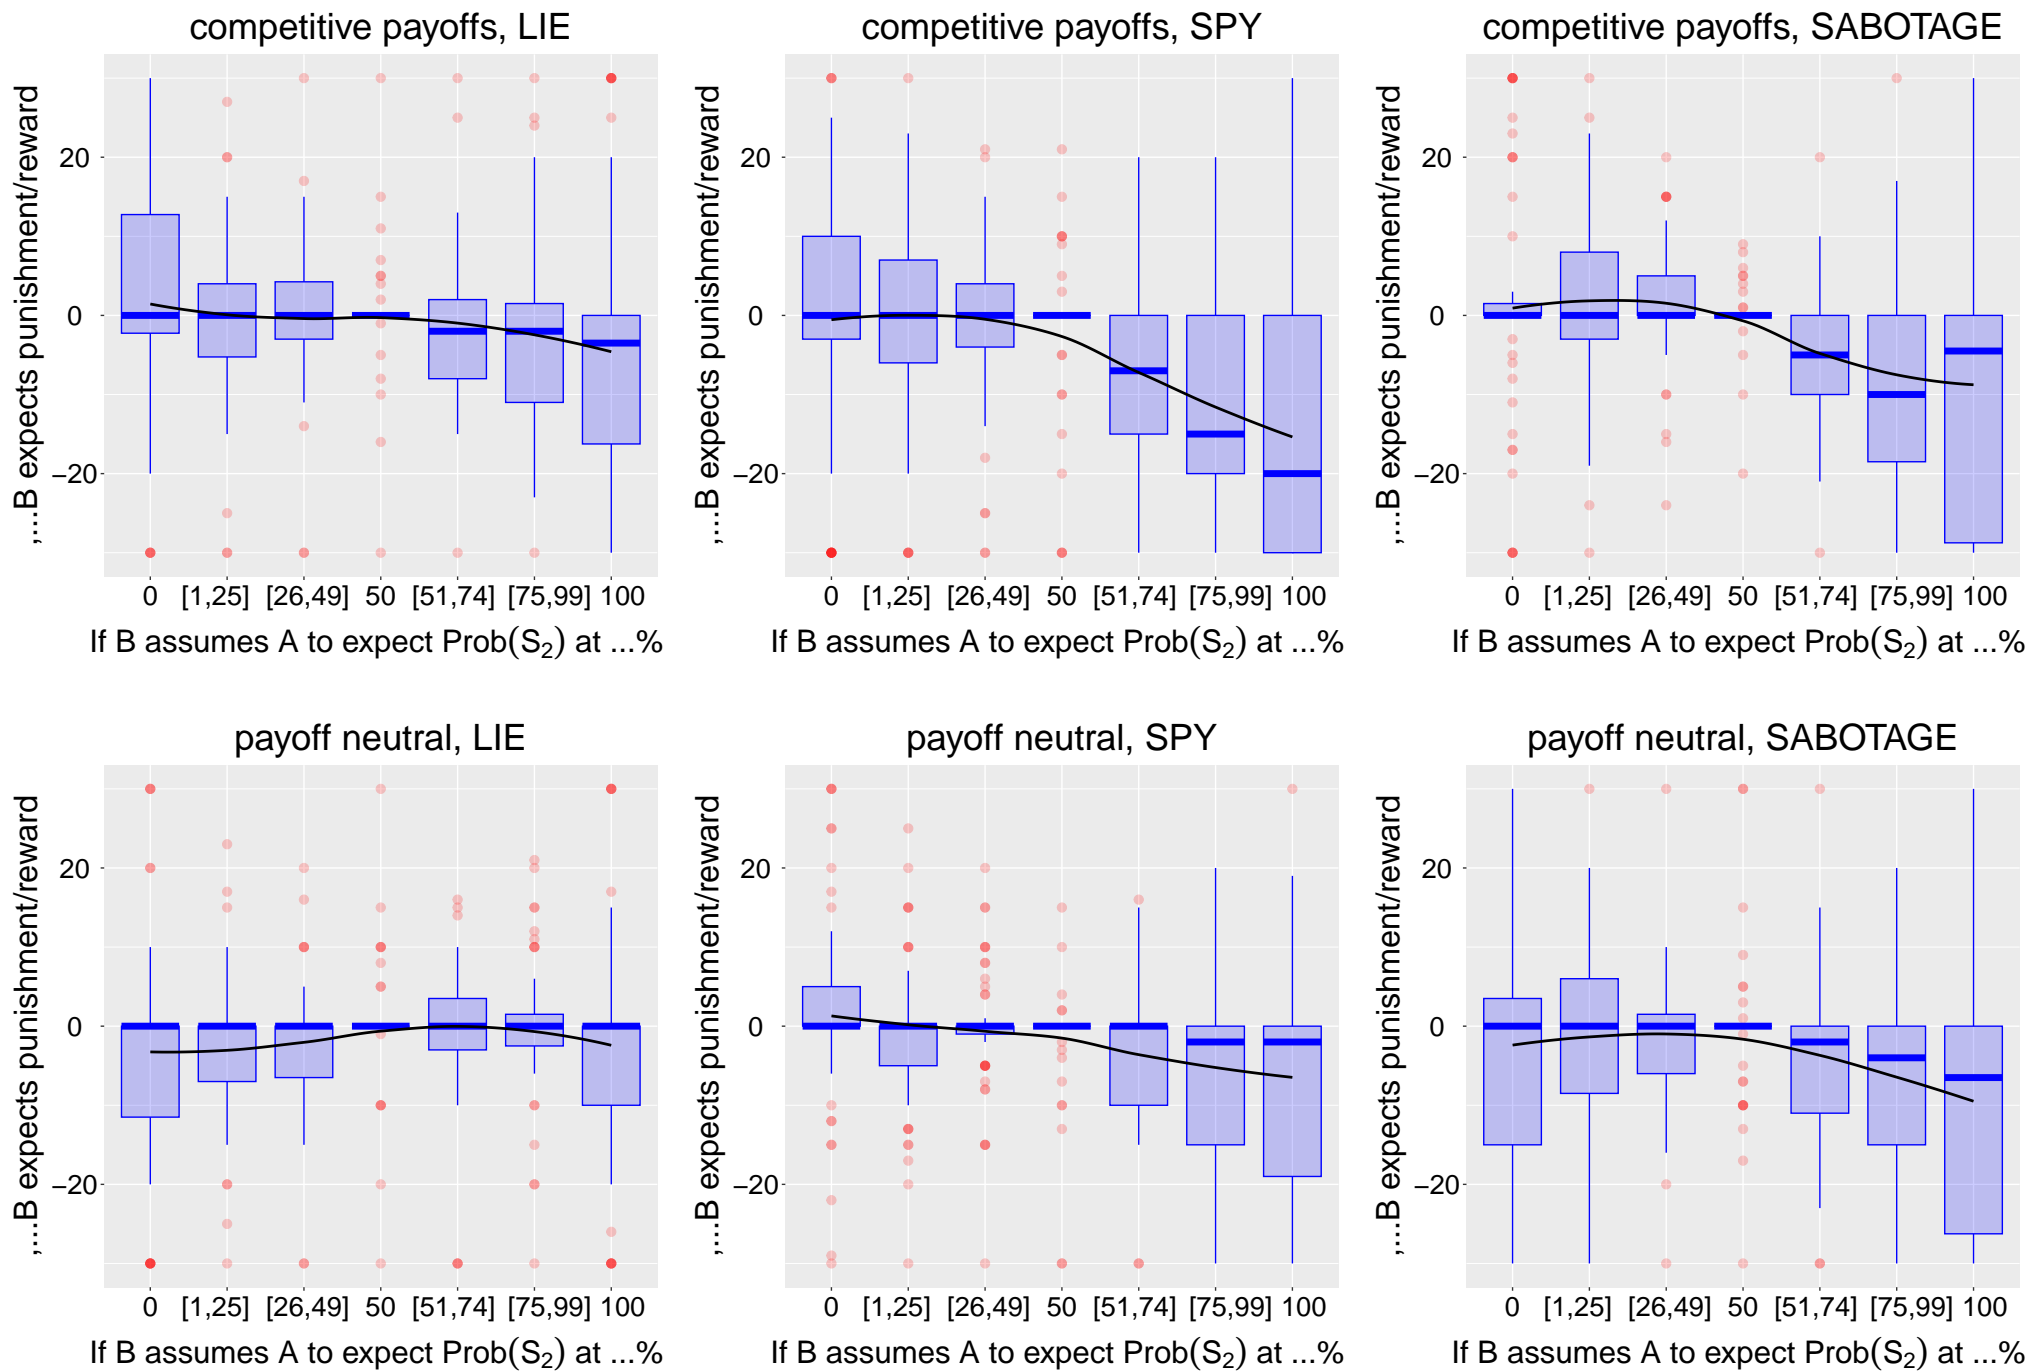 competitive payoffs, LIE
competitive payoffs, SPY
competitive payoffs, SABOTAGE
,...B expects punishment/reward
20
0
−20
0 [1,25] [26,49] 50 [51,74] [75,99] 100
If B assumes A to expect Prob(S₂) at ...%
,...B expects punishment/reward
20
0
−20
0 [1,25] [26,49] 50 [51,74] [75,99] 100
If B assumes A to expect Prob(S₂) at ...%
,...B expects punishment/reward
20
0
−20
0 [1,25] [26,49] 50 [51,74] [75,99] 100
If B assumes A to expect Prob(S₂) at ...%
payoff neutral, LIE
payoff neutral, SPY
payoff neutral, SABOTAGE
,...B expects punishment/reward
20
0
−20
0 [1,25] [26,49] 50 [51,74] [75,99] 100
If B assumes A to expect Prob(S₂) at ...%
,...B expects punishment/reward
20
0
−20
0 [1,25] [26,49] 50 [51,74] [75,99] 100
If B assumes A to expect Prob(S₂) at ...%
,...B expects punishment/reward
20
0
−20
0 [1,25] [26,49] 50 [51,74] [75,99] 100
If B assumes A to expect Prob(S₂) at ...%